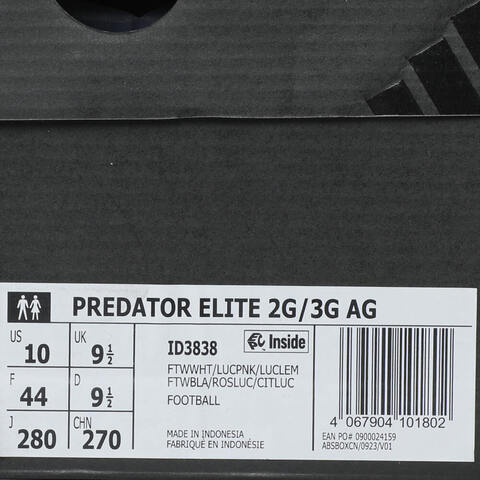 PREDATOR ELITE 2G/3G AG
US 10 UK 9 1/2
F 44 D 9 1/2
J 280 CHN 270
ID3838 Inside
FTWWHT/LUCPNK/LUCLEM
FTWBLA/ROSLUC/CITLUC
FOOTBALL
MADE IN INDONESIA
FABRIQUÉ EN INDONÉSIE
4 067904 101802
EAN PO# 0900024159
ABSBOXCN/0923/V01